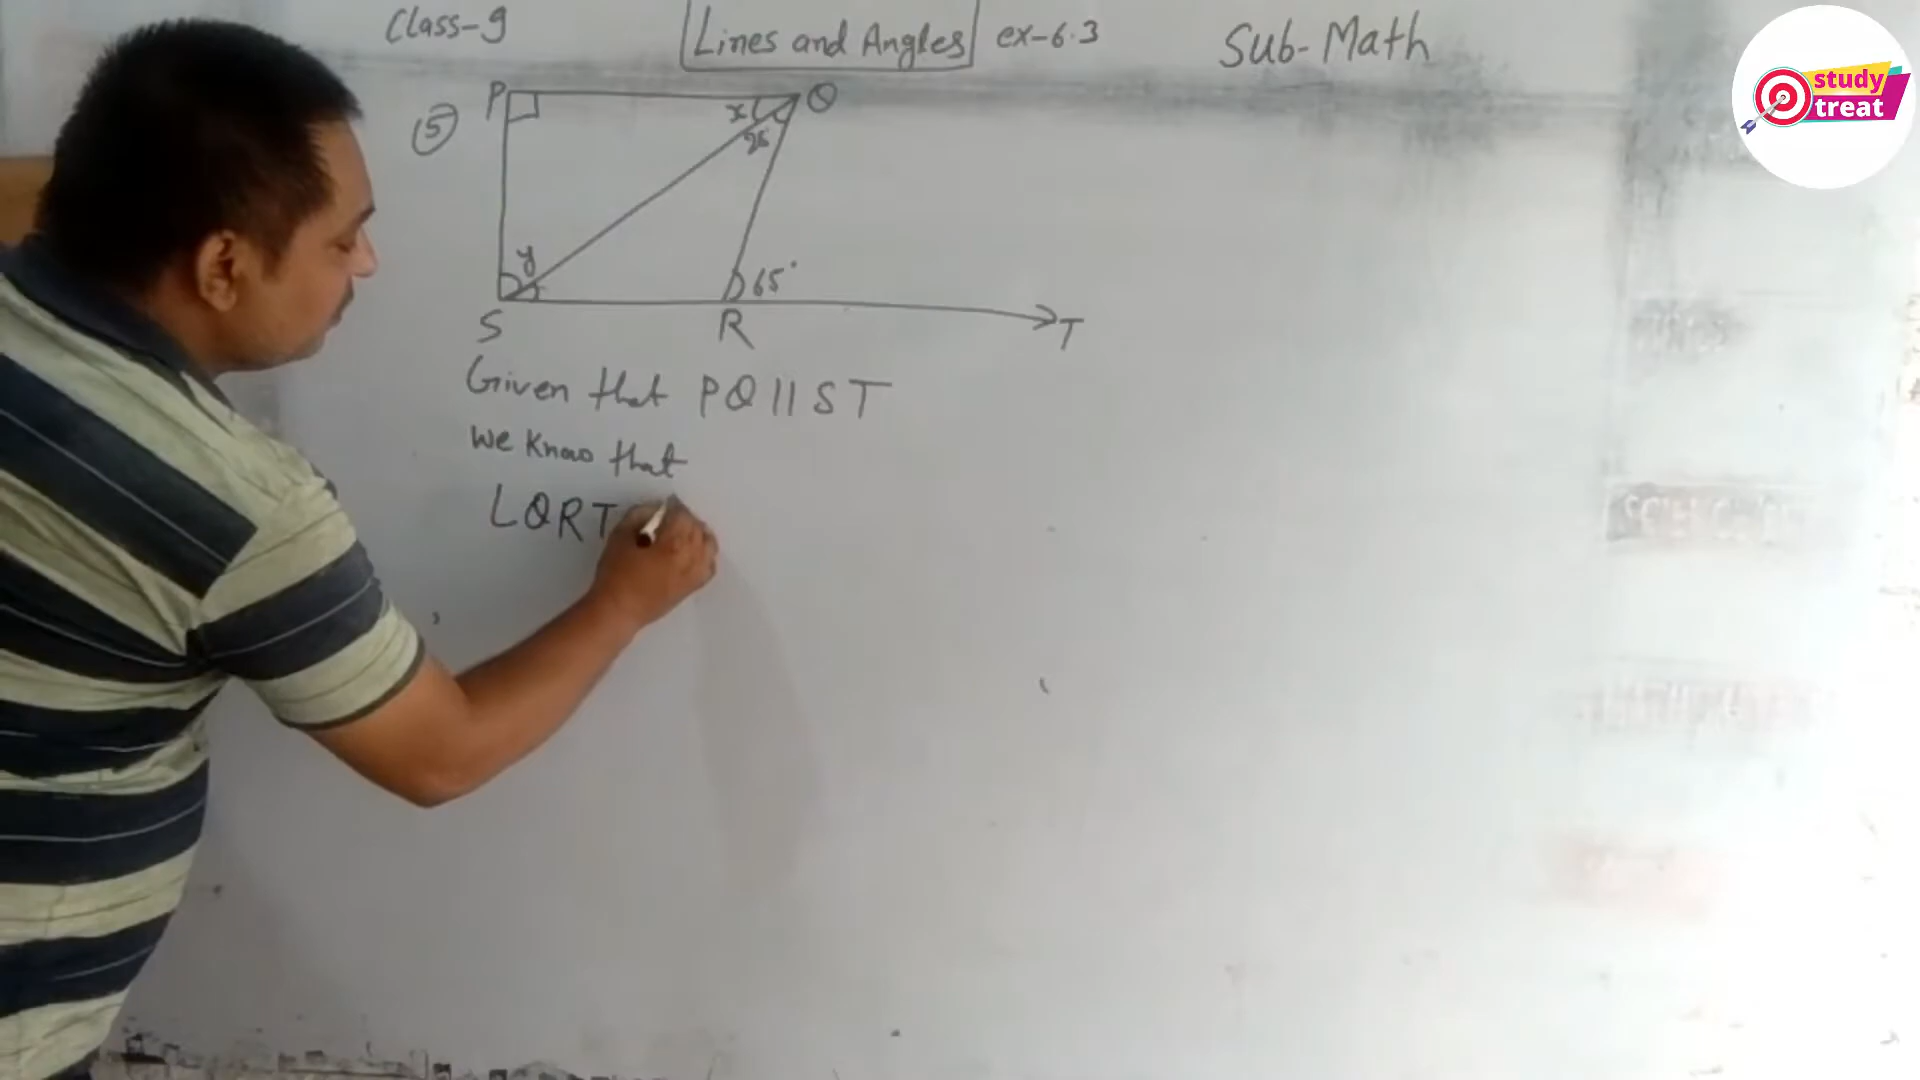 Class-9 Lines and Angles ex-6.3 Sub-Math
study
treat
(5)
P Q
x
y
65°
S R T
Given that PQ || ST
We know that
∠QRT